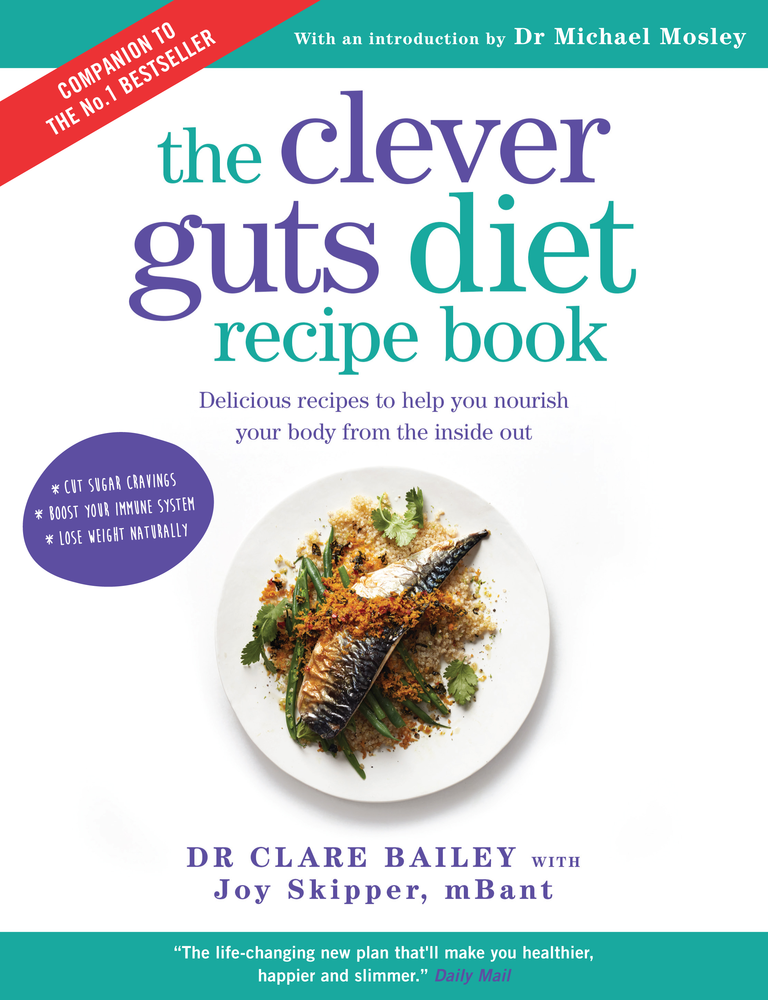 COMPANION TO
THE No.1 BESTSELLER
With an introduction by Dr Michael Mosley
the clever
guts diet
recipe book
Delicious recipes to help you nourish
your body from the inside out
* CUT SUGAR CRAVINGS
* BOOST YOUR IMMUNE SYSTEM
* LOSE WEIGHT NATURALLY
DR CLARE BAILEY WITH
Joy Skipper, mBant
“The life-changing new plan that'll make you healthier,
happier and slimmer.” Daily Mail